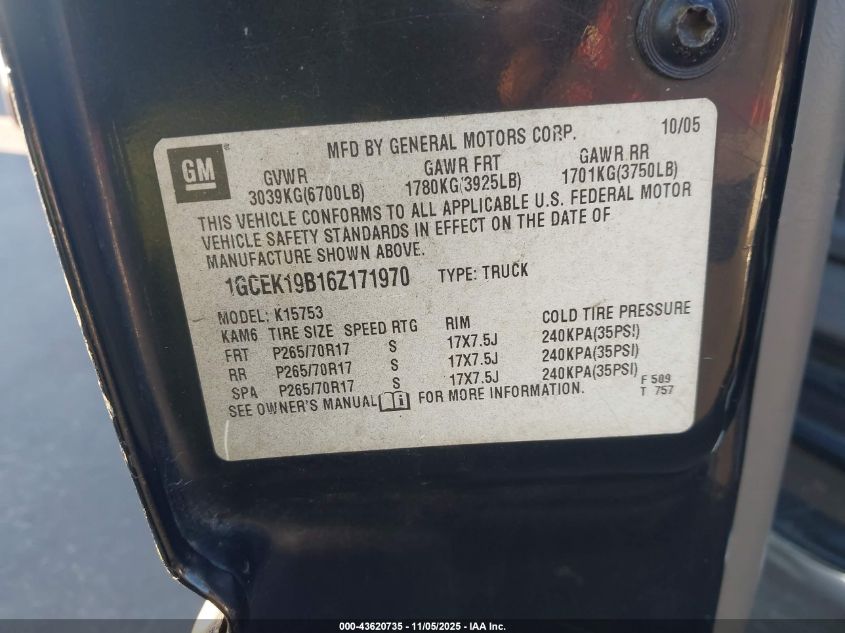 GM ®
MFD BY GENERAL MOTORS CORP. 10/05
GVWR GAWR FRT GAWR RR
3039KG(6700LB) 1780KG(3925LB) 1701KG(3750LB)
THIS VEHICLE CONFORMS TO ALL APPLICABLE U.S. FEDERAL MOTOR
VEHICLE SAFETY STANDARDS IN EFFECT ON THE DATE OF
MANUFACTURE SHOWN ABOVE.
1GCEK19B16Z171970 TYPE: TRUCK
MODEL: K15753
KAM6 TIRE SIZE SPEED RTG RIM COLD TIRE PRESSURE
FRT P265/70R17 S 17X7.5J 240KPA(35PSI)
RR P265/70R17 S 17X7.5J 240KPA(35PSI)
SPA P265/70R17 S 17X7.5J 240KPA(35PSI)
SEE OWNER'S MANUAL i FOR MORE INFORMATION.
F 509
T 757
000-43620735 - 11/05/2025 - IAA Inc.